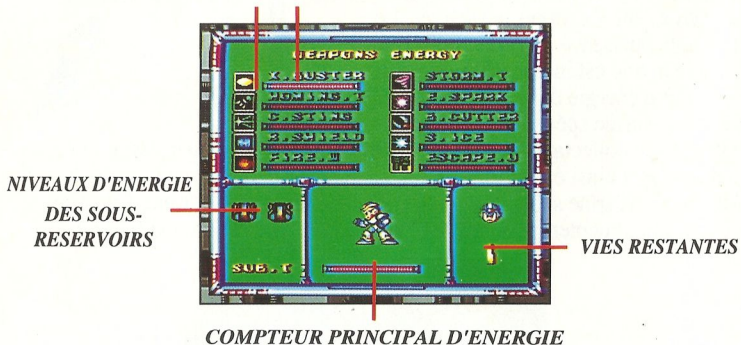 WEAPONS ENERGY
X.BUSTER
STORM.T
HOMING.T
E.SPARK
C.STING
B.CUTTER
R.SHIELD
S.ICE
FIRE.W
ESCAPE.U
NIVEAUX D'ENERGIE
DES SOUS-
RESERVOIRS
SUB.T
VIES RESTANTES
COMPTEUR PRINCIPAL D'ENERGIE